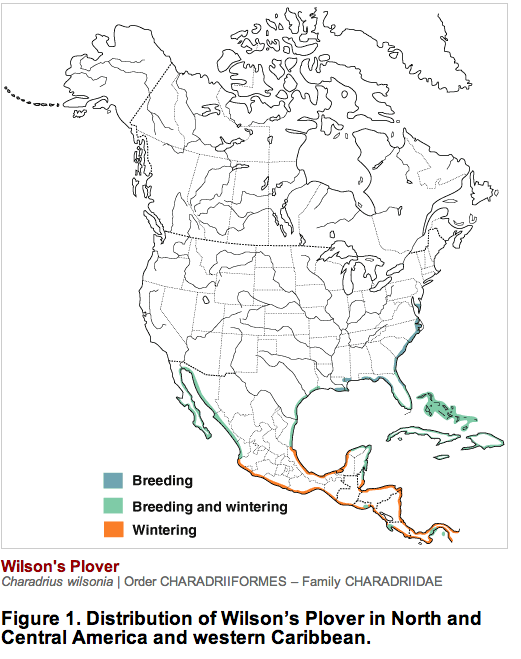 Breeding
Breeding and wintering
Wintering
Wilson's Plover
Charadrius wilsonia | Order CHARADRIIFORMES – Family CHARADRIIDAE
Figure 1. Distribution of Wilson’s Plover in North and
Central America and western Caribbean.